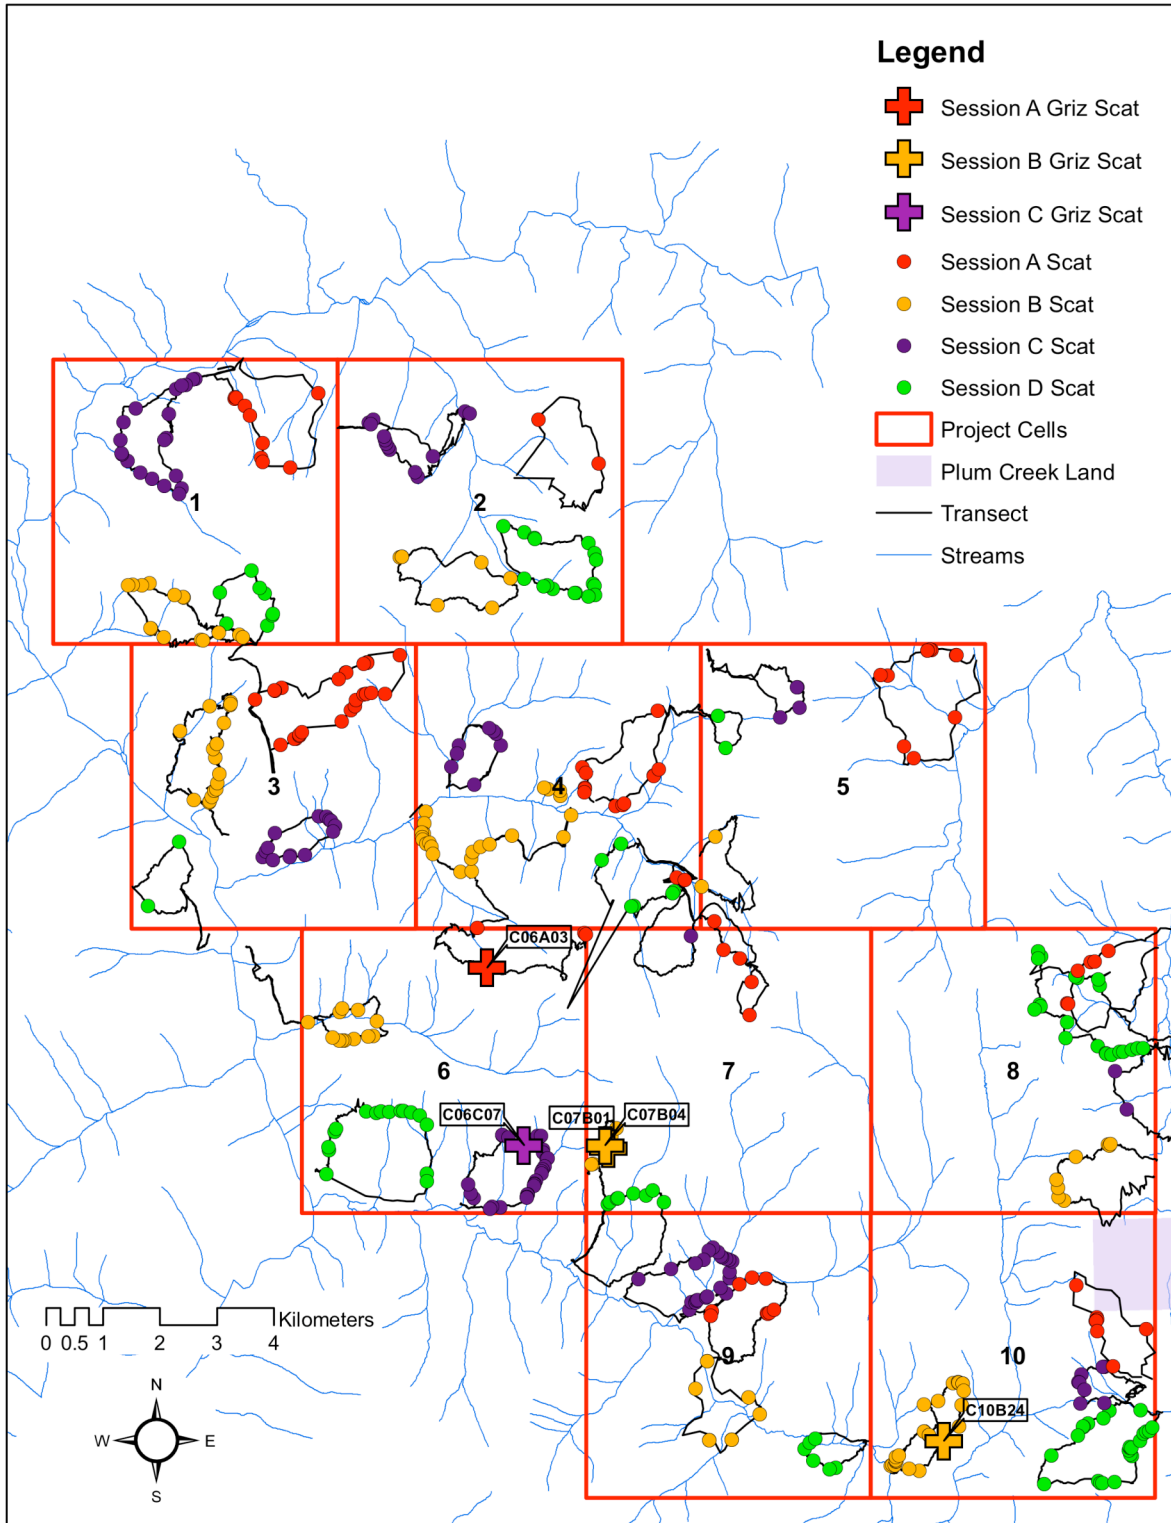 Legend
Session A Griz Scat
Session B Griz Scat
Session C Griz Scat
Session A Scat
Session B Scat
Session C Scat
Session D Scat
Project Cells
Plum Creek Land
Transect
Streams
1
2
3
4
5
C06A03
6
7
8
C06C07
C07B01
C07B04
Kilometers
0 0.5 1 2 3 4
9
10
C10B24
N
W E
S